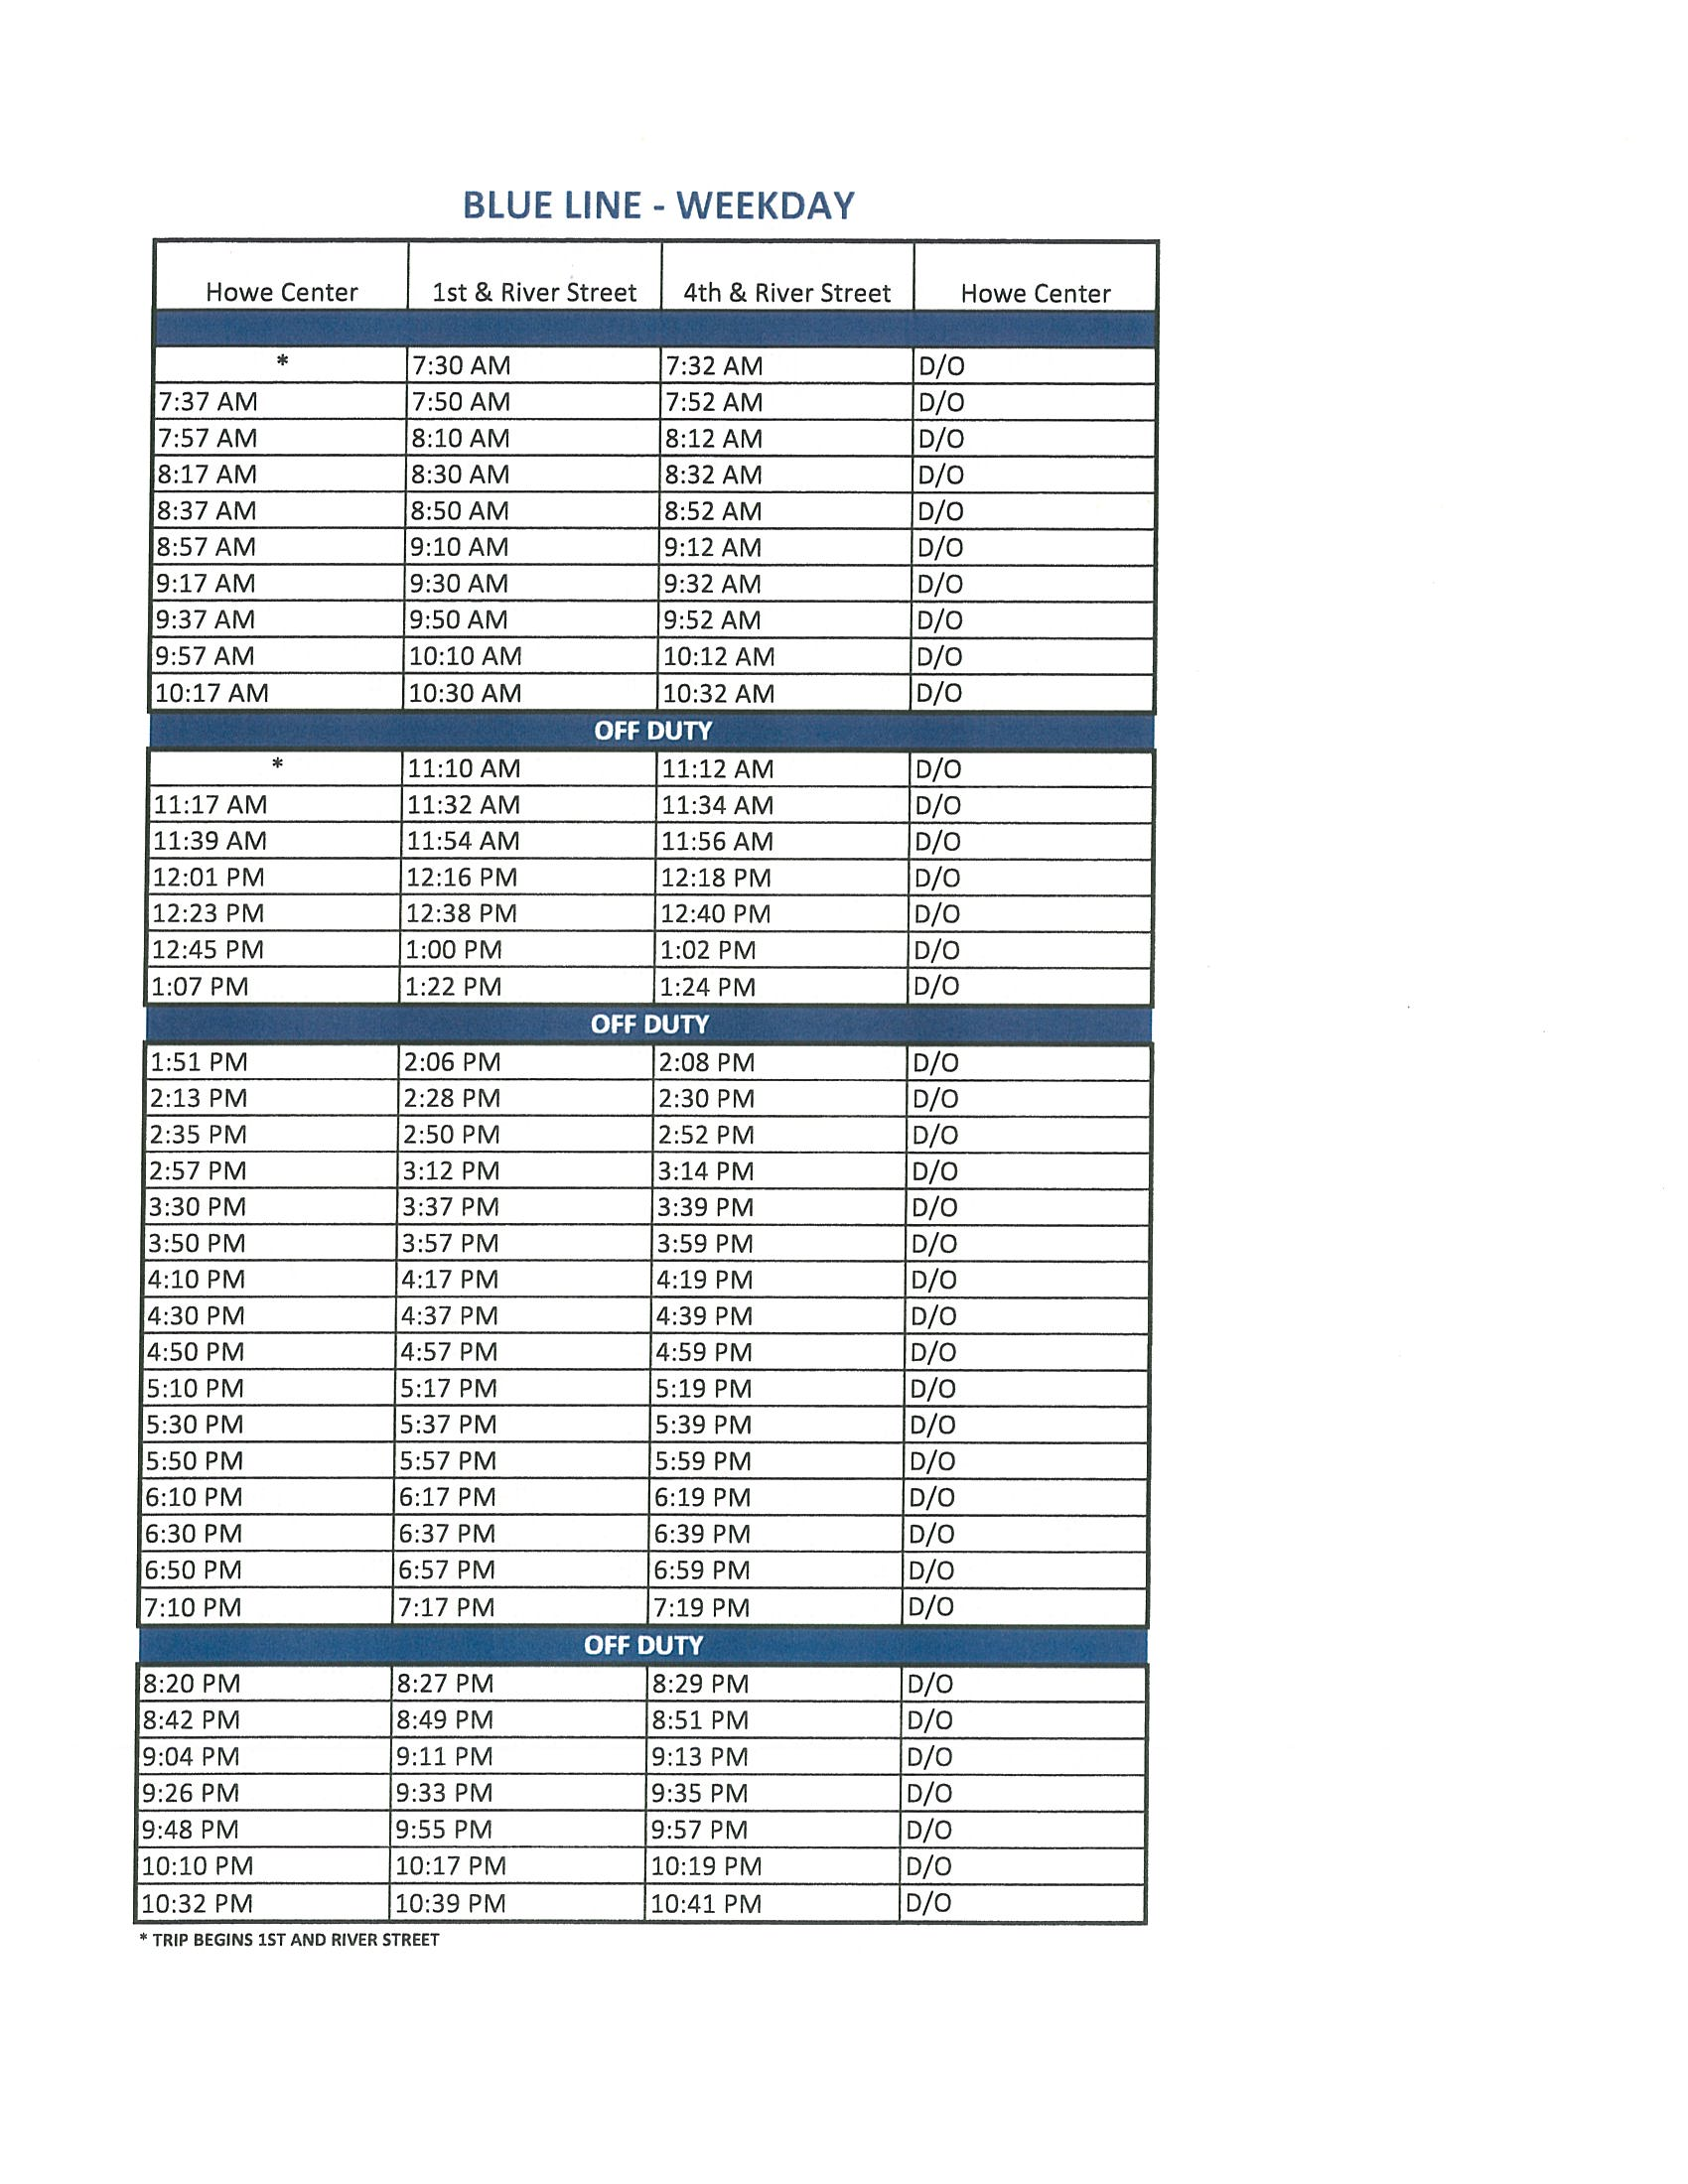 BLUE LINE - WEEKDAY
Howe Center 1st & River Street 4th & River Street Howe Center
* 7:30 AM 7:32 AM D/O
7:37 AM 7:50 AM 7:52 AM D/O
7:57 AM 8:10 AM 8:12 AM D/O
8:17 AM 8:30 AM 8:32 AM D/O
8:37 AM 8:50 AM 8:52 AM D/O
8:57 AM 9:10 AM 9:12 AM D/O
9:17 AM 9:30 AM 9:32 AM D/O
9:37 AM 9:50 AM 9:52 AM D/O
9:57 AM 10:10 AM 10:12 AM D/O
10:17 AM 10:30 AM 10:32 AM D/O
OFF DUTY
* 11:10 AM 11:12 AM D/O
11:17 AM 11:32 AM 11:34 AM D/O
11:39 AM 11:54 AM 11:56 AM D/O
12:01 PM 12:16 PM 12:18 PM D/O
12:23 PM 12:38 PM 12:40 PM D/O
12:45 PM 1:00 PM 1:02 PM D/O
1:07 PM 1:22 PM 1:24 PM D/O
OFF DUTY
1:51 PM 2:06 PM 2:08 PM D/O
2:13 PM 2:28 PM 2:30 PM D/O
2:35 PM 2:50 PM 2:52 PM D/O
2:57 PM 3:12 PM 3:14 PM D/O
3:30 PM 3:37 PM 3:39 PM D/O
3:50 PM 3:57 PM 3:59 PM D/O
4:10 PM 4:17 PM 4:19 PM D/O
4:30 PM 4:37 PM 4:39 PM D/O
4:50 PM 4:57 PM 4:59 PM D/O
5:10 PM 5:17 PM 5:19 PM D/O
5:30 PM 5:37 PM 5:39 PM D/O
5:50 PM 5:57 PM 5:59 PM D/O
6:10 PM 6:17 PM 6:19 PM D/O
6:30 PM 6:37 PM 6:39 PM D/O
6:50 PM 6:57 PM 6:59 PM D/O
7:10 PM 7:17 PM 7:19 PM D/O
OFF DUTY
8:20 PM 8:27 PM 8:29 PM D/O
8:42 PM 8:49 PM 8:51 PM D/O
9:04 PM 9:11 PM 9:13 PM D/O
9:26 PM 9:33 PM 9:35 PM D/O
9:48 PM 9:55 PM 9:57 PM D/O
10:10 PM 10:17 PM 10:19 PM D/O
10:32 PM 10:39 PM 10:41 PM D/O
* TRIP BEGINS 1ST AND RIVER STREET